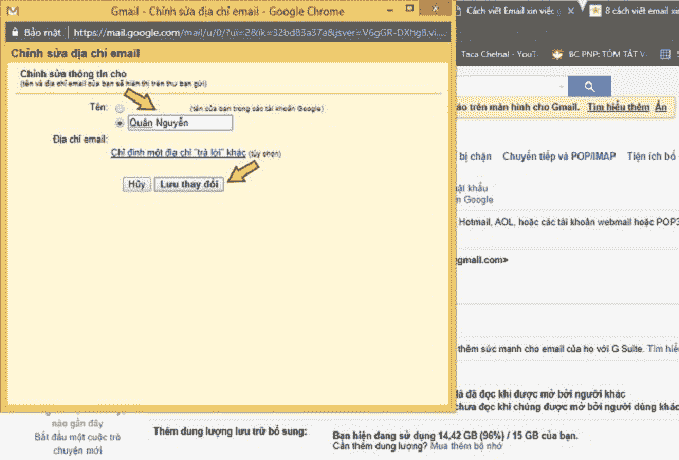 Gmail - Chỉnh sửa địa chỉ email - Google Chrome
Bảo mật https://mail.google.com/mail/u/0/?ui=2&ik=32bd83a37a&jsver=V6gGR-DXhg8.vi....
Chỉnh sửa địa chỉ email
Chỉnh sửa thông tin cho
(tên và địa chỉ email của bạn sẽ hiển thị trên thư bạn gửi)
Tên: (tên của bạn trong các tài khoản Google)
Quân Nguyễn
Địa chỉ email:
Chỉ định một địa chỉ "trả lời" khác (tùy chọn)
Hủy Lưu thay đổi
Cách viết Email xin việc 8 cách viết email xin
Taca Chetnal - YouT BC PNP: TÓM TẮT V
áo trên màn hình cho Gmail. Tìm hiểu thêm Ẩn
bị chặn Chuyển tiếp và POP/IMAP Tiện ích bổ
mật khẩu
n Google
Hotmail, AOL, hoặc các tài khoản webmail hoặc POP3
gmail.com>
thêm sức mạnh cho email của họ với G Suite. Tìm hiể
là đã đọc khi được mở bởi người khác
chưa đọc khi chúng được mở bởi người dùng khác
nào gần đây
Bắt đầu một cuộc trò
chuyện mới
Thêm dung lượng lưu trữ bổ sung:
Bạn hiện đang sử dụng 14,42 GB (96%) / 15 GB của bạn.
Cần thêm dung lượng? Mua thêm bộ nhớ